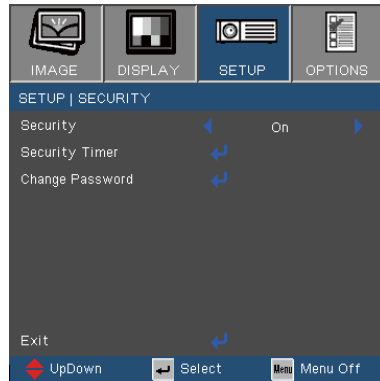 IMAGE DISPLAY SETUP OPTIONS
SETUP | SECURITY
Security On
Security Timer
Change Password
Exit
UpDown Select Menu Menu Off